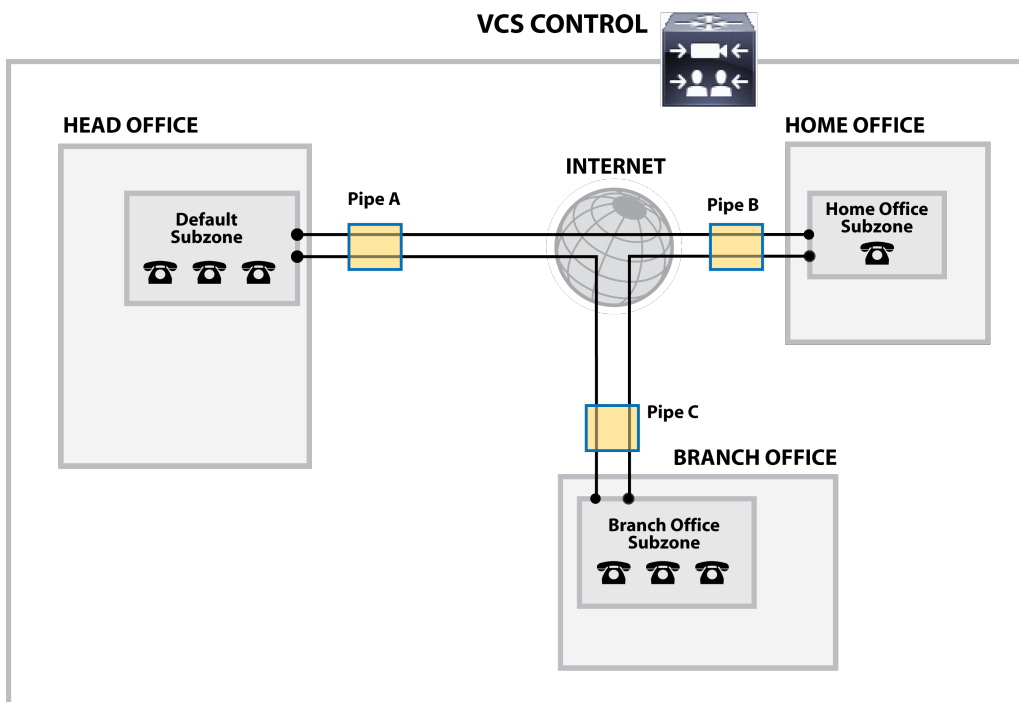 VCS CONTROL
HEAD OFFICE
HOME OFFICE
INTERNET
Pipe A
Pipe B
Default
Subzone
Home Office
Subzone
Pipe C
BRANCH OFFICE
Branch Office
Subzone